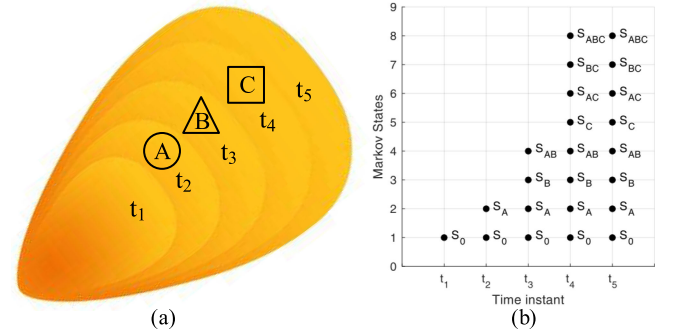 A
B
C
t1
t2
t3
t4
t5
(a)
Markov States
9
8
7
6
5
4
3
2
1
0
S0
S0 SA
S0 SA SB SAB
S0 SA SB SAB SC SAC SBC SABC
S0 SA SB SAB SC SAC SBC SABC
t1 t2 t3 t4 t5
Time instant
(b)